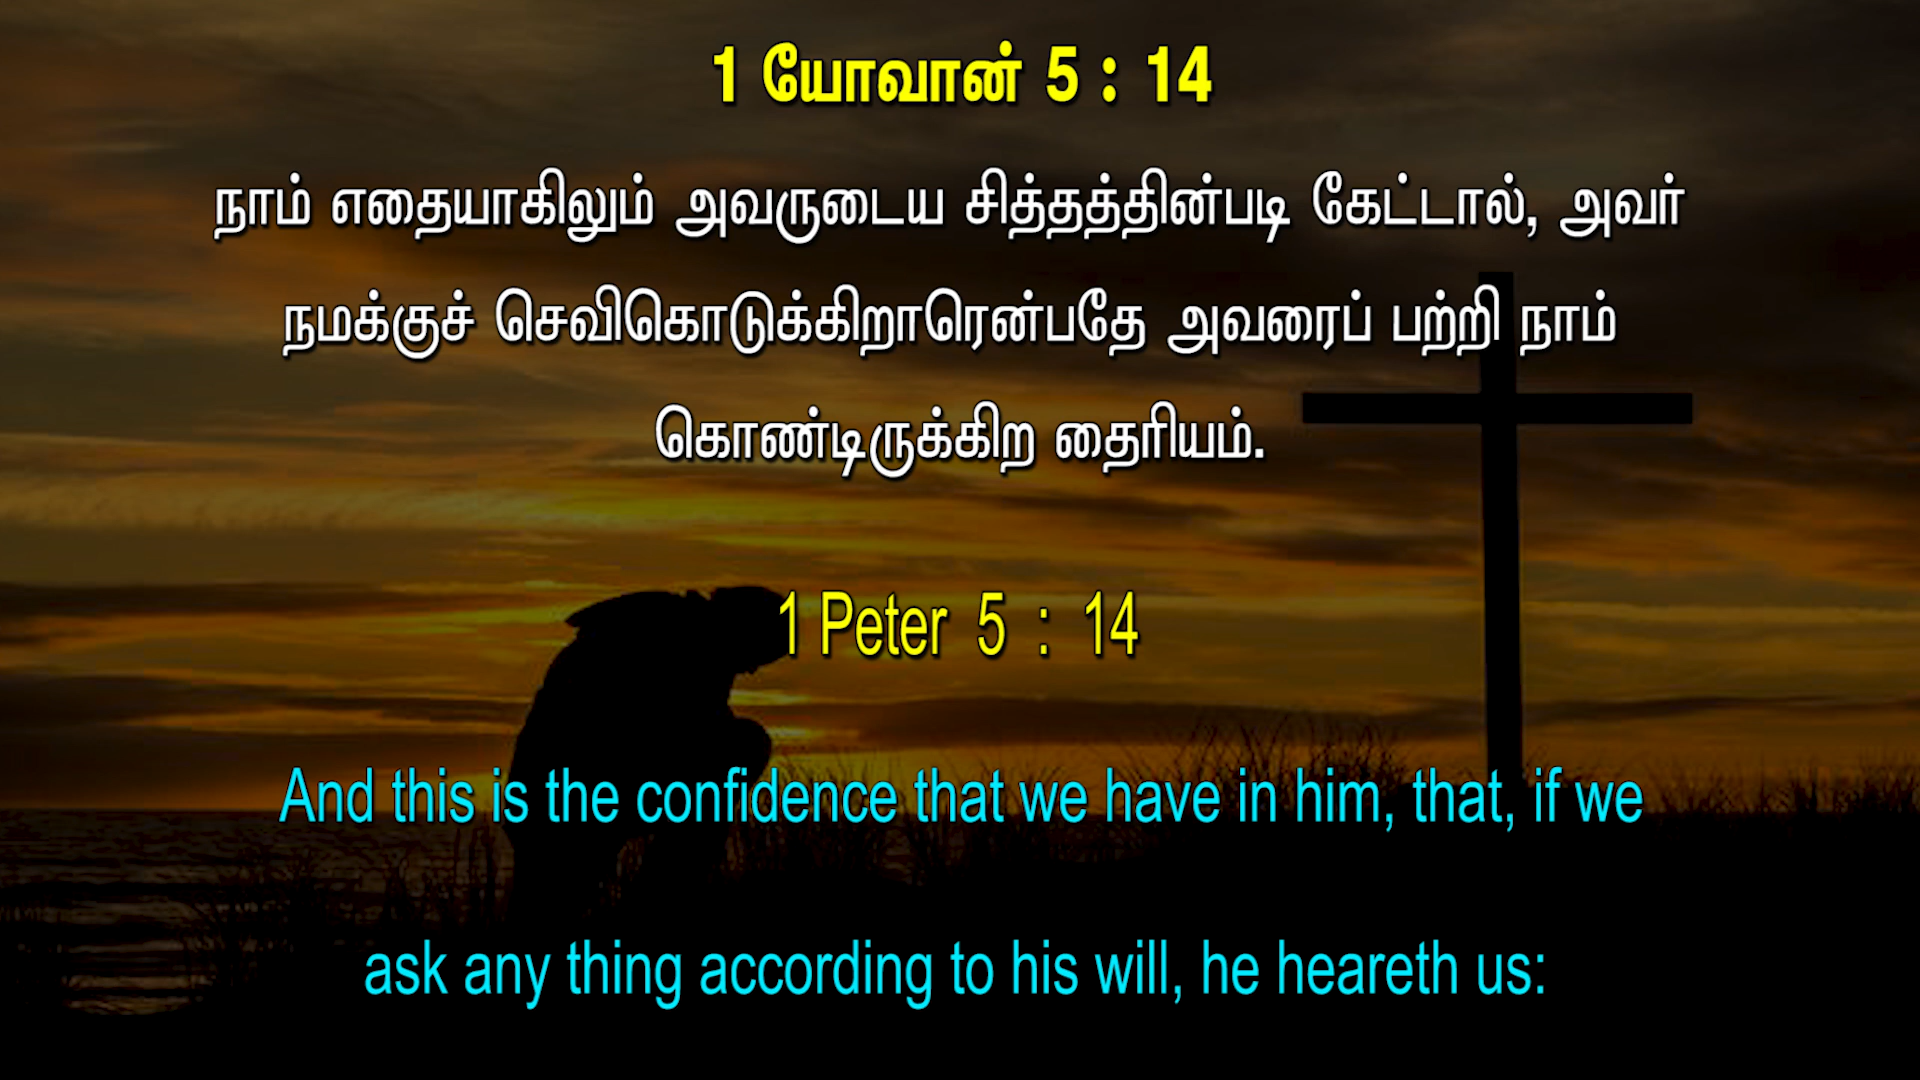 1 யோவான் 5 : 14
நாம் எதையாகிலும் அவருடைய சித்தத்தின்படி கேட்டால், அவர்
நமக்குச் செவிகொடுக்கிறாரென்பதே அவரைப் பற்றி நாம்
கொண்டிருக்கிற தைரியம்.
1 Peter 5 : 14
And this is the confidence that we have in him, that, if we
ask any thing according to his will, he heareth us: